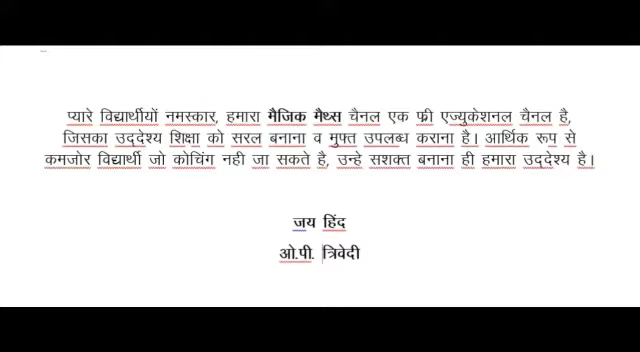 प्यारे विद्यार्थीयों नमस्कार, हमारा मैजिक मैथ्स चैनल एक फ्री एज्युकेशनल चैनल है,
जिसका उद्देश्य शिक्षा को सरल बनाना व मुफ्त उपलब्ध कराना है। आर्थिक रूप से
कमजोर विद्यार्थी जो कोचिंग नही जा सकते है, उन्हे सशक्त बनाना ही हमारा उद्देश्य है।
जय हिंद
ओ.पी. त्रिवेदी